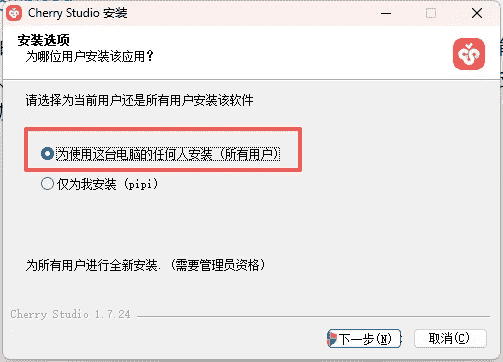 Cherry Studio 安装
安装选项
为哪位用户安装该应用？
请选择为当前用户还是所有用户安装该软件
为使用这台电脑的任何人安装 (所有用户)
仅为我安装 (pipi)
为所有用户进行全新安装. (需要管理员资格)
Cherry Studio 1.7.24
下一步(N)
取消(C)